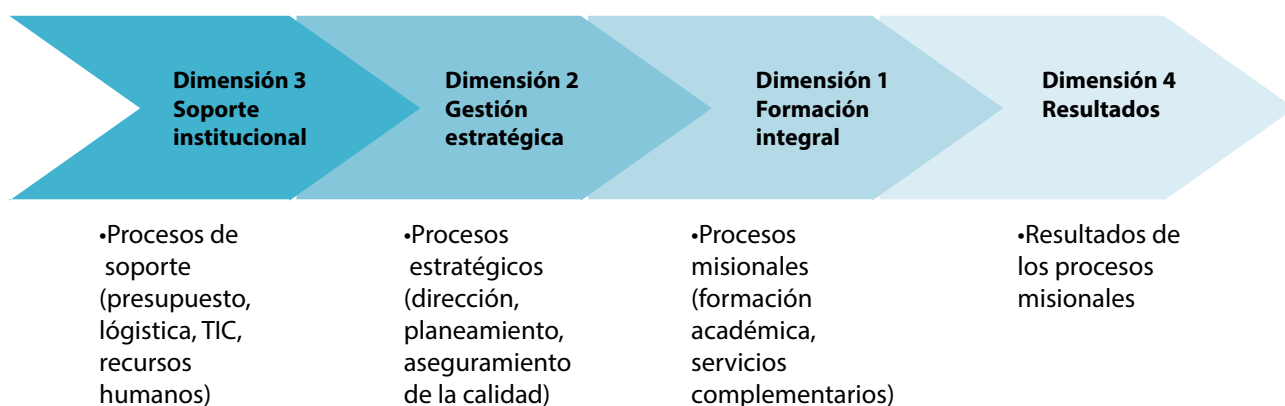 Dimensión 3
Soporte
institucional
Dimensión 2
Gestión
estratégica
Dimensión 1
Formación
integral
Dimensión 4
Resultados
•Procesos de
soporte
(presupuesto,
lógistica, TIC,
recursos
humanos)
•Procesos
estratégicos
(dirección,
planeamiento,
aseguramiento
de la calidad)
•Procesos
misionales
(formación
académica,
servicios
complementarios)
•Resultados de
los procesos
misionales